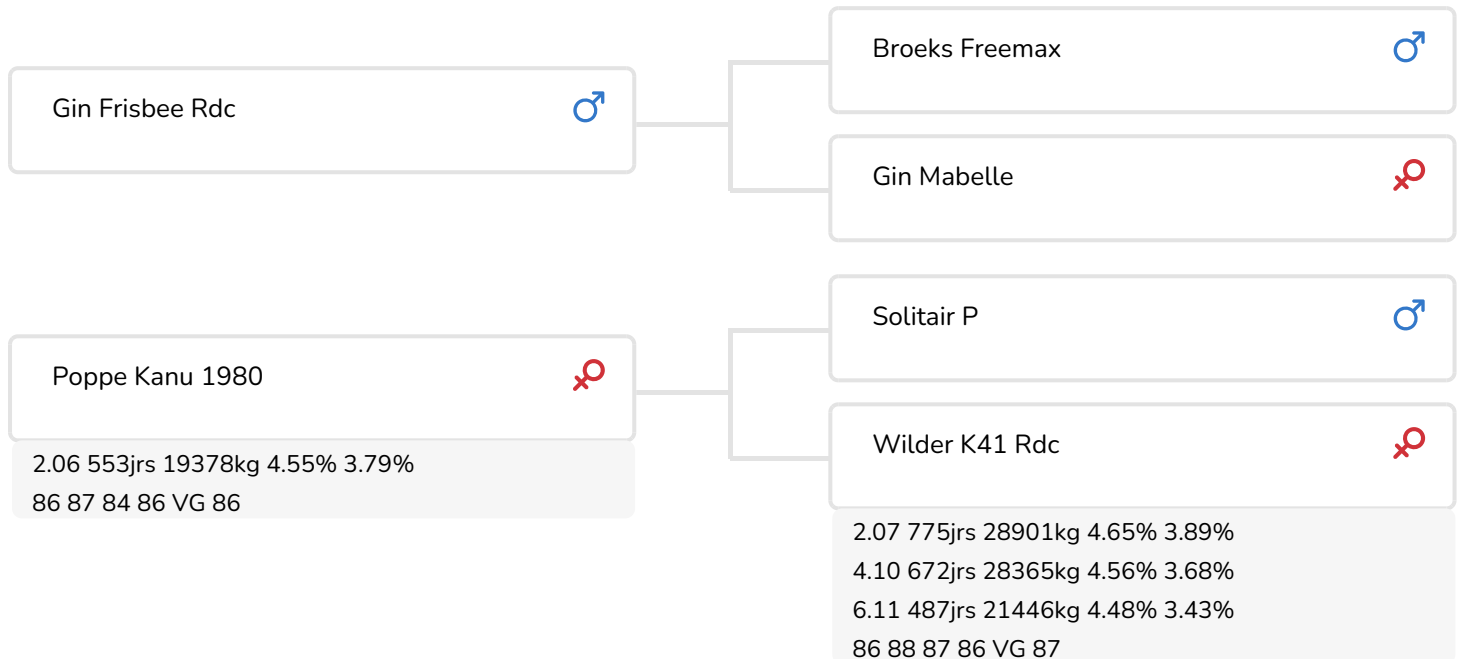 Gin Frisbee Rdc
Poppe Kanu 1980
2.06 553jrs 19378kg 4.55% 3.79%
86 87 84 86 VG 86
Broeks Freemax
Gin Mabelle
Solitair P
Wilder K41 Rdc
2.07 775jrs 28901kg 4.65% 3.89%
4.10 672jrs 28365kg 4.56% 3.68%
6.11 487jrs 21446kg 4.48% 3.43%
86 88 87 86 VG 87